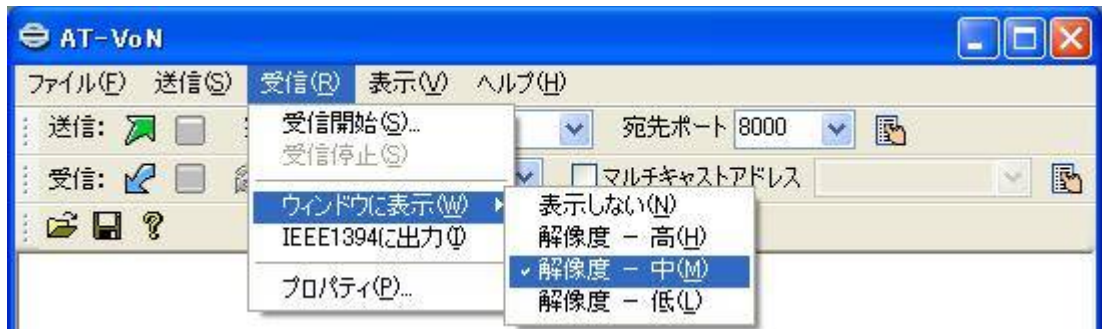 AT-VoN
ファイル(F) 送信(S) 受信(R) 表示(V) ヘルプ(H)
送信: 宛先ポート 8000
受信: マルチキャストアドレス
受信開始(S)...
受信停止(S)
ウィンドウに表示(W)
IEEE1394に出力(I)
プロパティ(P)...
表示しない(N)
解像度 － 高(H)
解像度 － 中(M)
解像度 － 低(L)